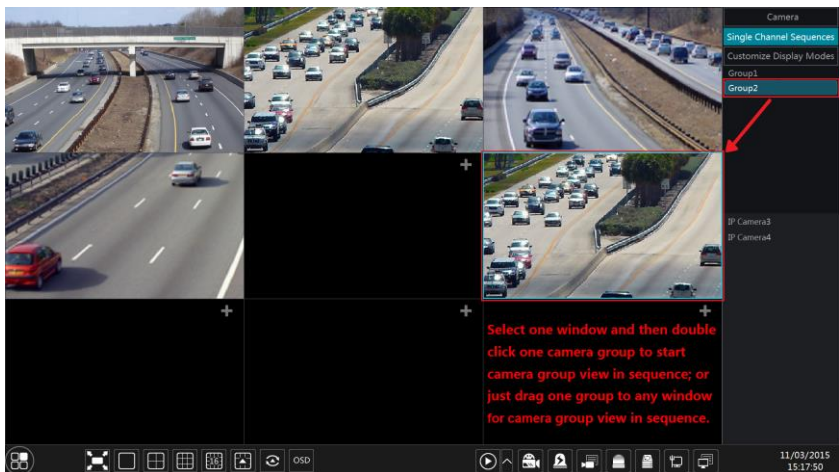 Camera
Single Channel Sequences
Customize Display Modes
Group1
Group2
IP Camera3
IP Camera4
Select one window and then double
click one camera group to start
camera group view in sequence; or
just drag one group to any window
for camera group view in sequence.
16
OSD
11/03/2015
15:17:50